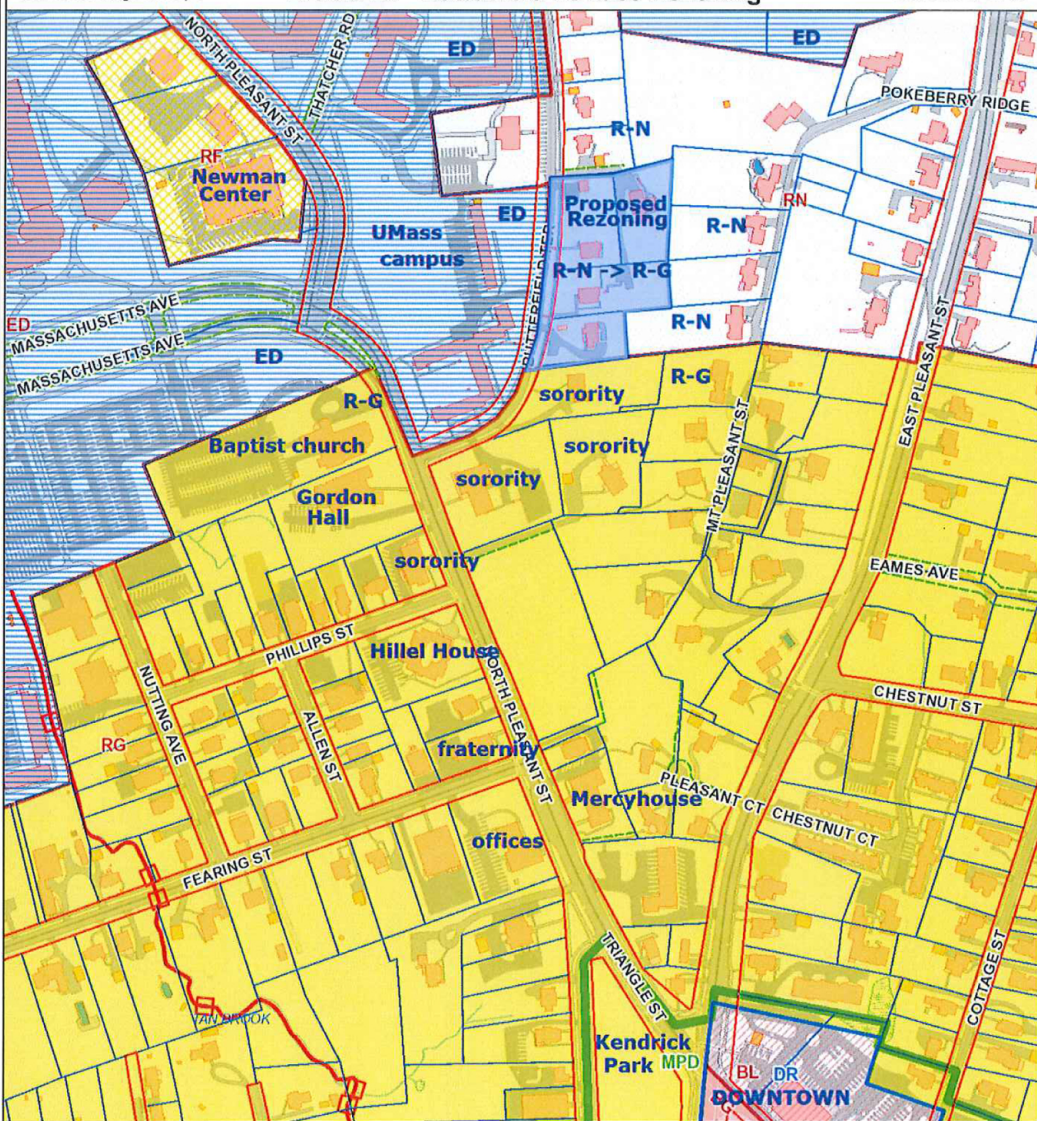 NORTH PLEASANT ST
THATCHER RD
ED
ED
POKEBERRY RIDGE
R-N
RF
Newman
Center
ED
UMass
campus
Proposed
Rezoning
R-N -> R-G
RN
R-N
R-N
MASSACHUSETTS AVE
ED
MASSACHUSETTS AVE
ED
BUTTERFIELD TER
EAST PLEASANT ST
R-G
R-G
sorority
Baptist church
sorority
sorority
Gordon
Hall
MT PLEASANT ST
sorority
EAMES AVE
PHILLIPS ST
Hillel House
NORTH PLEASANT ST
NUTTING AVE
ALLEN ST
CHESTNUT ST
RG
fraternity
Mercyhouse
PLEASANT CT
CHESTNUT CT
offices
FEARING ST
TRIANGLE ST
COTTAGE ST
TAN BROOK
Kendrick
Park
MPD
BL
DR
DOWNTOWN